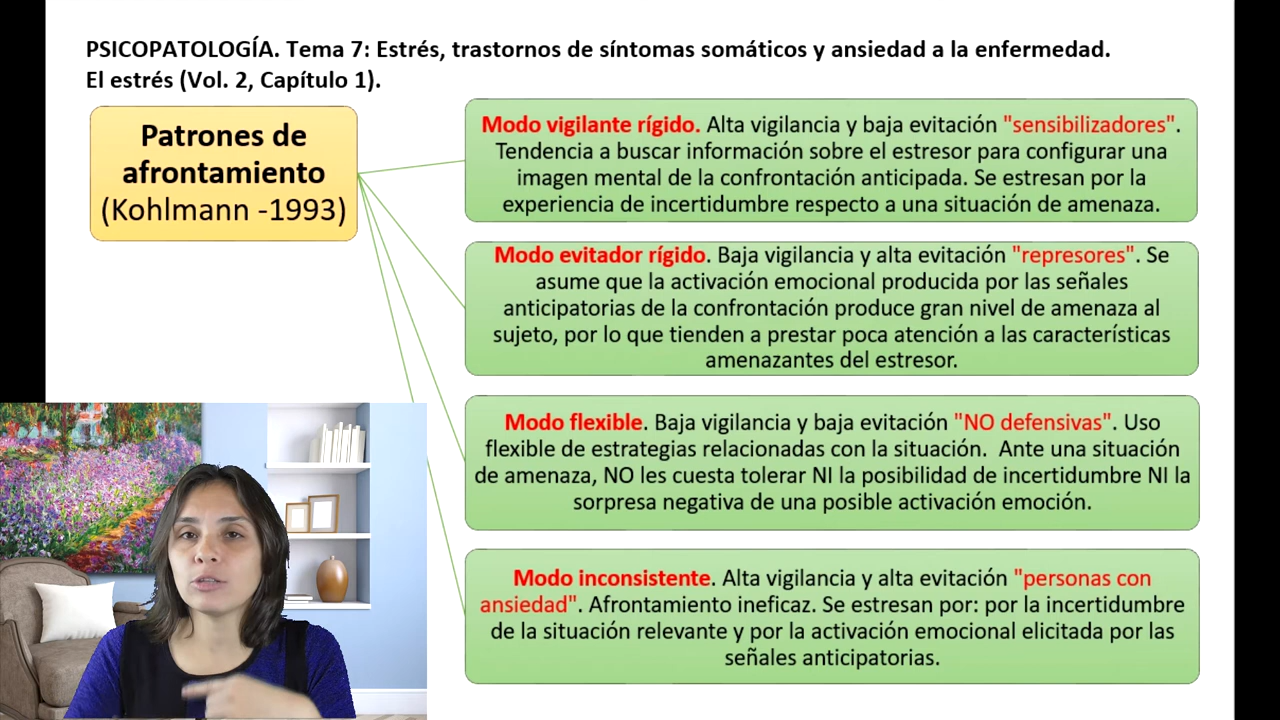 PSICOPATOLOGÍA. Tema 7: Estrés, trastornos de síntomas somáticos y ansiedad a la enfermedad.
El estrés (Vol. 2, Capítulo 1).
Patrones de
afrontamiento
(Kohlmann -1993)
Modo vigilante rígido. Alta vigilancia y baja evitación "sensibilizadores".
Tendencia a buscar información sobre el estresor para configurar una
imagen mental de la confrontación anticipada. Se estresan por la
experiencia de incertidumbre respecto a una situación de amenaza.
Modo evitador rígido. Baja vigilancia y alta evitación "represores". Se
asume que la activación emocional producida por las señales
anticipatorias de la confrontación produce gran nivel de amenaza al
sujeto, por lo que tienden a prestar poca atención a las características
amenazantes del estresor.
Modo flexible. Baja vigilancia y baja evitación "NO defensivas". Uso
flexible de estrategias relacionadas con la situación. Ante una situación
de amenaza, NO les cuesta tolerar NI la posibilidad de incertidumbre NI la
sorpresa negativa de una posible activación emoción.
Modo inconsistente. Alta vigilancia y alta evitación "personas con
ansiedad". Afrontamiento ineficaz. Se estresan por: por la incertidumbre
de la situación relevante y por la activación emocional elicitada por las
señales anticipatorias.